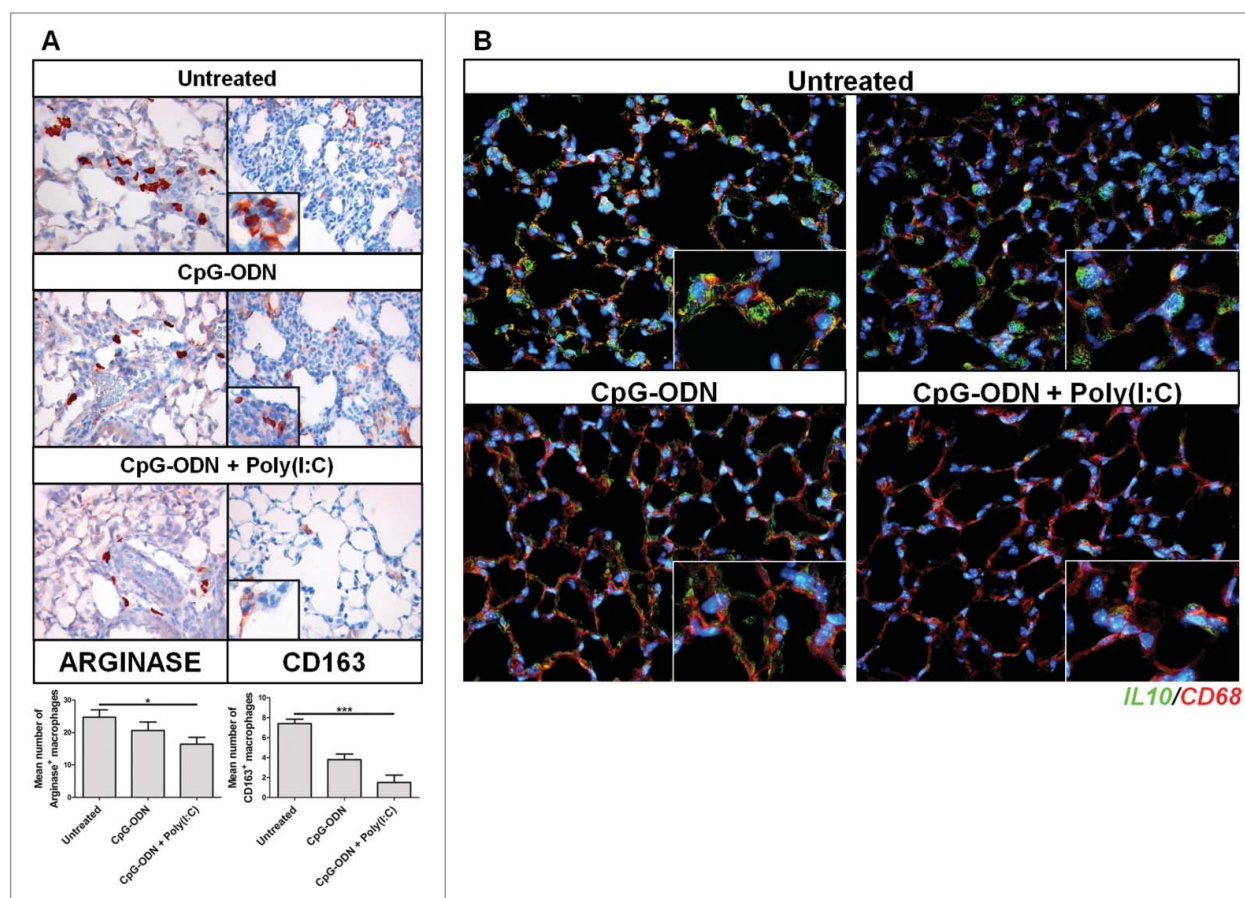 A
Untreated
CpG-ODN
CpG-ODN + Poly(I:C)
ARGINASE
CD163
Mean number of
Arginase+ macrophages
30
20
10
0
*
Untreated
CpG-ODN
CpG-ODN + Poly(I:C)
Mean number of
CD163+ macrophages
8
6
4
2
0
***
Untreated
CpG-ODN
CpG-ODN + Poly(I:C)
B
Untreated
CpG-ODN
CpG-ODN + Poly(I:C)
IL10/CD68